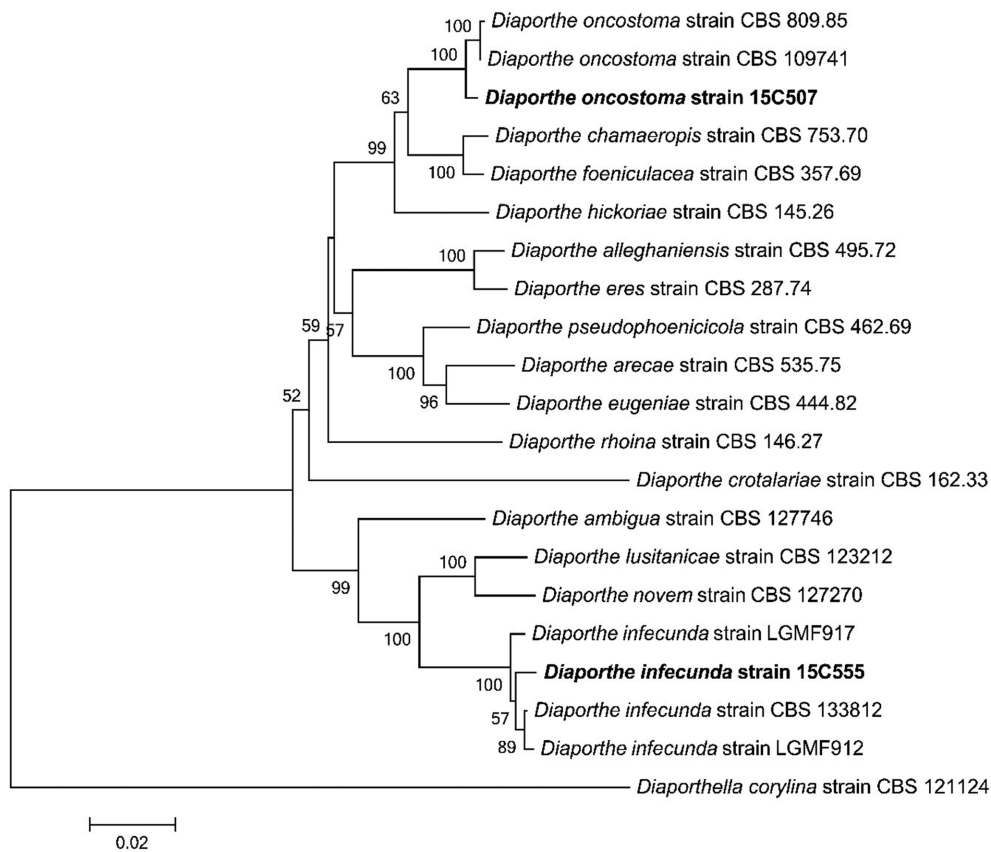 100
Diaporthe oncostoma strain CBS 809.85
100
Diaporthe oncostoma strain CBS 109741
Diaporthe oncostoma strain 15C507
63
Diaporthe chamaeropis strain CBS 753.70
99
100
Diaporthe foeniculacea strain CBS 357.69
Diaporthe hickoriae strain CBS 145.26
100
Diaporthe alleghaniensis strain CBS 495.72
Diaporthe eres strain CBS 287.74
59
57
Diaporthe pseudophoenicicola strain CBS 462.69
100
Diaporthe arecae strain CBS 535.75
96
Diaporthe eugeniae strain CBS 444.82
52
Diaporthe rhoina strain CBS 146.27
Diaporthe crotalariae strain CBS 162.33
Diaporthe ambigua strain CBS 127746
100
Diaporthe lusitanicae strain CBS 123212
99
Diaporthe novem strain CBS 127270
100
Diaporthe infecunda strain LGMF917
100
Diaporthe infecunda strain 15C555
57
Diaporthe infecunda strain CBS 133812
89
Diaporthe infecunda strain LGMF912
Diaporthella corylina strain CBS 121124
0.02